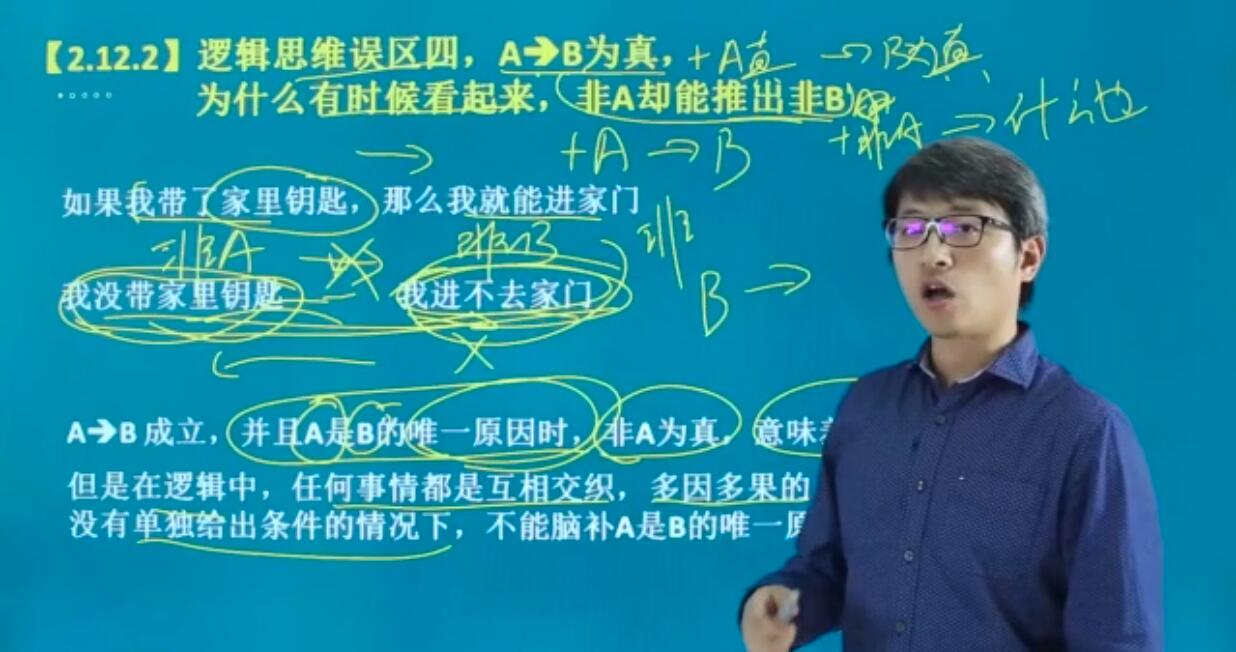 【2.12.2】逻辑思维误区四，A→B为真，+A真→B为真
为什么有时候看起来，非A却能推出非B
+非A→什么也
→ +A→B
如果我带了家里钥匙，那么我就能进家门
非A → 非B
非
B→
我没带家里钥匙 我进不去家门
A→B 成立，并且A是B的唯一原因时，非A为真，意味
但是在逻辑中，任何事情都是互相交织，多因多果的
没有单独给出条件的情况下，不能脑补A是B的唯一